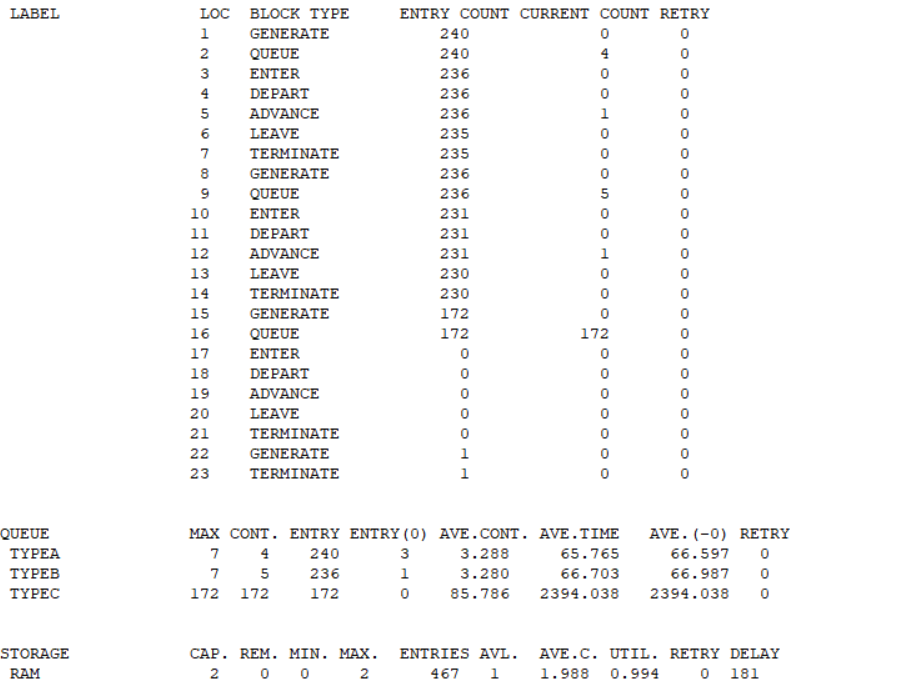 LABEL LOC BLOCK TYPE ENTRY COUNT CURRENT COUNT RETRY
1 GENERATE 240 0 0
2 QUEUE 240 4 0
3 ENTER 236 0 0
4 DEPART 236 0 0
5 ADVANCE 236 1 0
6 LEAVE 235 0 0
7 TERMINATE 235 0 0
8 GENERATE 236 0 0
9 QUEUE 236 5 0
10 ENTER 231 0 0
11 DEPART 231 0 0
12 ADVANCE 231 1 0
13 LEAVE 230 0 0
14 TERMINATE 230 0 0
15 GENERATE 172 0 0
16 QUEUE 172 172 0
17 ENTER 0 0 0
18 DEPART 0 0 0
19 ADVANCE 0 0 0
20 LEAVE 0 0 0
21 TERMINATE 0 0 0
22 GENERATE 1 0 0
23 TERMINATE 1 0 0
QUEUE MAX CONT. ENTRY ENTRY(0) AVE.CONT. AVE.TIME AVE.(-0) RETRY
TYPEA 7 4 240 3 3.288 65.765 66.597 0
TYPEB 7 5 236 1 3.280 66.703 66.987 0
TYPEC 172 172 172 0 85.786 2394.038 2394.038 0
STORAGE CAP. REM. MIN. MAX. ENTRIES AVL. AVE.C. UTIL. RETRY DELAY
RAM 2 0 0 2 467 1 1.988 0.994 0 181